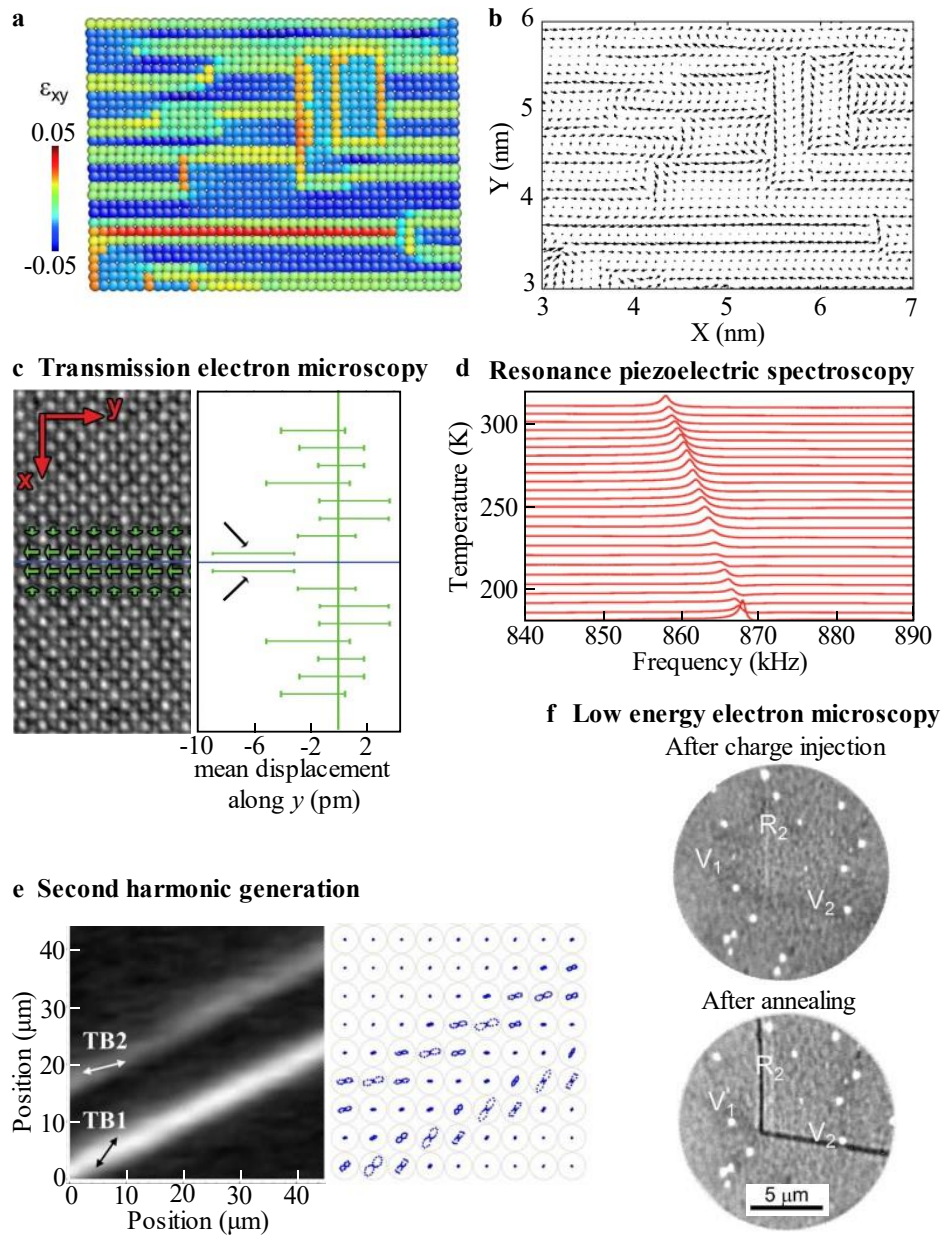 a
εxy
0.05
-0.05
b
6
5
4
3
Y (nm)
3 4 5 6 7
X (nm)
c Transmission electron microscopy
y
x
-10 -6 -2 2
mean displacement
along y (pm)
d Resonance piezoelectric spectroscopy
300
250
200
Temperature (K)
840 850 860 870 880 890
Frequency (kHz)
e Second harmonic generation
40
30
20
10
0
Position (μm)
TB2
TB1
0 10 20 30 40
Position (μm)
f Low energy electron microscopy
After charge injection
R2
V1
V2
After annealing
R2
V1
V2
5 μm